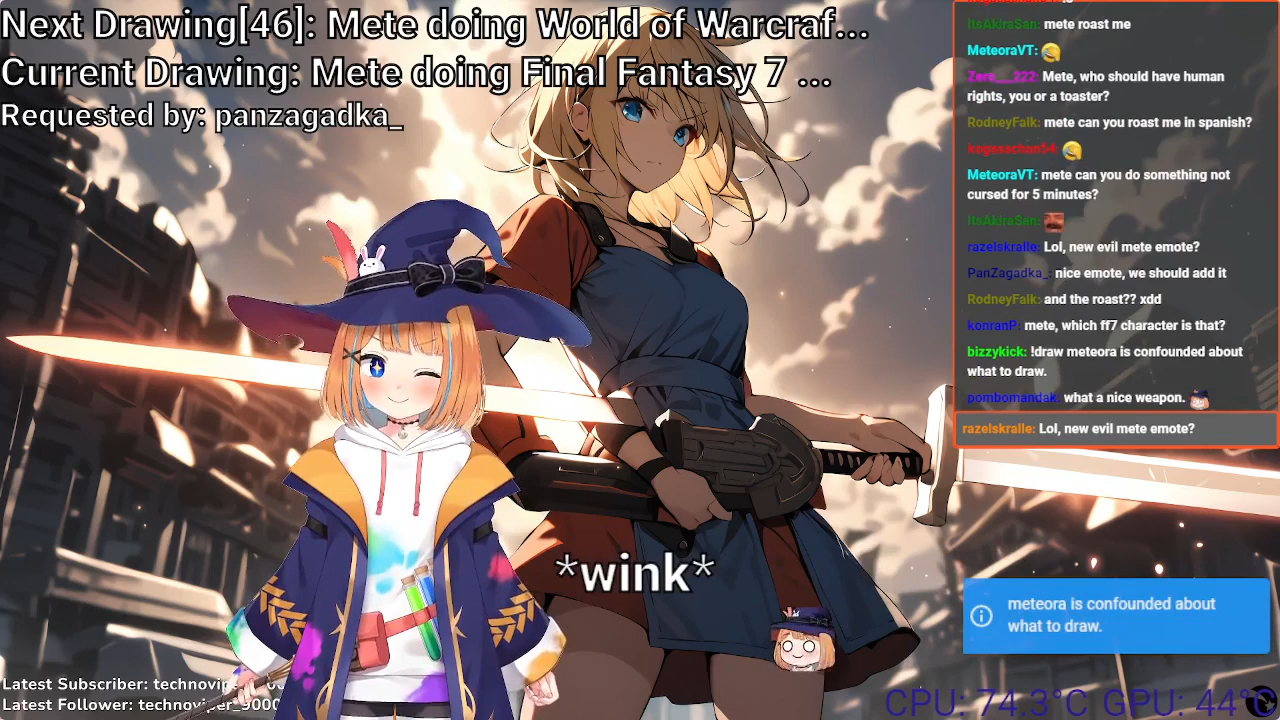 Next Drawing[46]: Mete doing World of Warcraf...
Current Drawing: Mete doing Final Fantasy 7 ...
Requested by: panzagadka_
ItsAkiraSan: mete roast me
MeteoraVT:
Zero__222: Mete, who should have human
rights, you or a toaster?
RodneyFalk: mete can you roast me in spanish?
MeteoraVT: mete can you do something not
cursed for 5 minutes?
ItsAkiraSan:
razelskralle: Lol, new evil mete emote?
PanZagadka_: nice emote, we should add it
RodneyFalk: and the roast?? xdd
konranP: mete, which ff7 character is that?
bizzykick: !draw meteora is confounded about
what to draw.
pombomandak: what a nice weapon.
razelskralle: Lol, new evil mete emote?
*wink*
meteora is confounded about
what to draw.
Latest Subscriber:
Latest Follower: technoviper_9000
CPU: 74.3°C GPU: 44°C